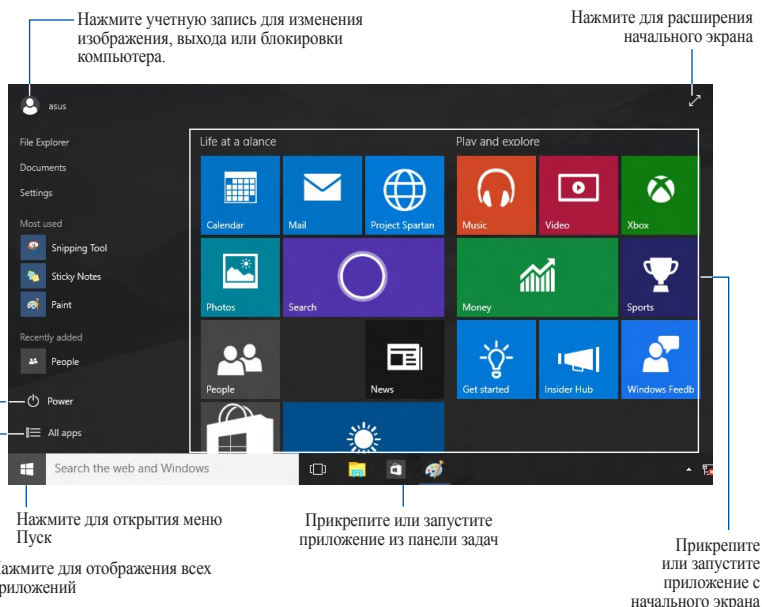 Нажмите учетную запись для изменения
изображения, выхода или блокировки
компьютера.
Нажмите для расширения
начального экрана
asus
File Explorer
Documents
Settings
Most used
Snipping Tool
Sticky Notes
Paint
Recently added
People
Power
All apps
Search the web and Windows
Life at a glance
Play and explore
Calendar
Mail
Project Spartan
Music
Video
Xbox
Photos
Search
Money
Sports
People
News
Get started
Insider Hub
Windows Feedb
Нажмите для открытия меню
Пуск
Прикрепите или запустите
приложение из панели задач
Прикрепите
или запустите
приложение с
начального экрана
ажмите для отображения всех
риложений